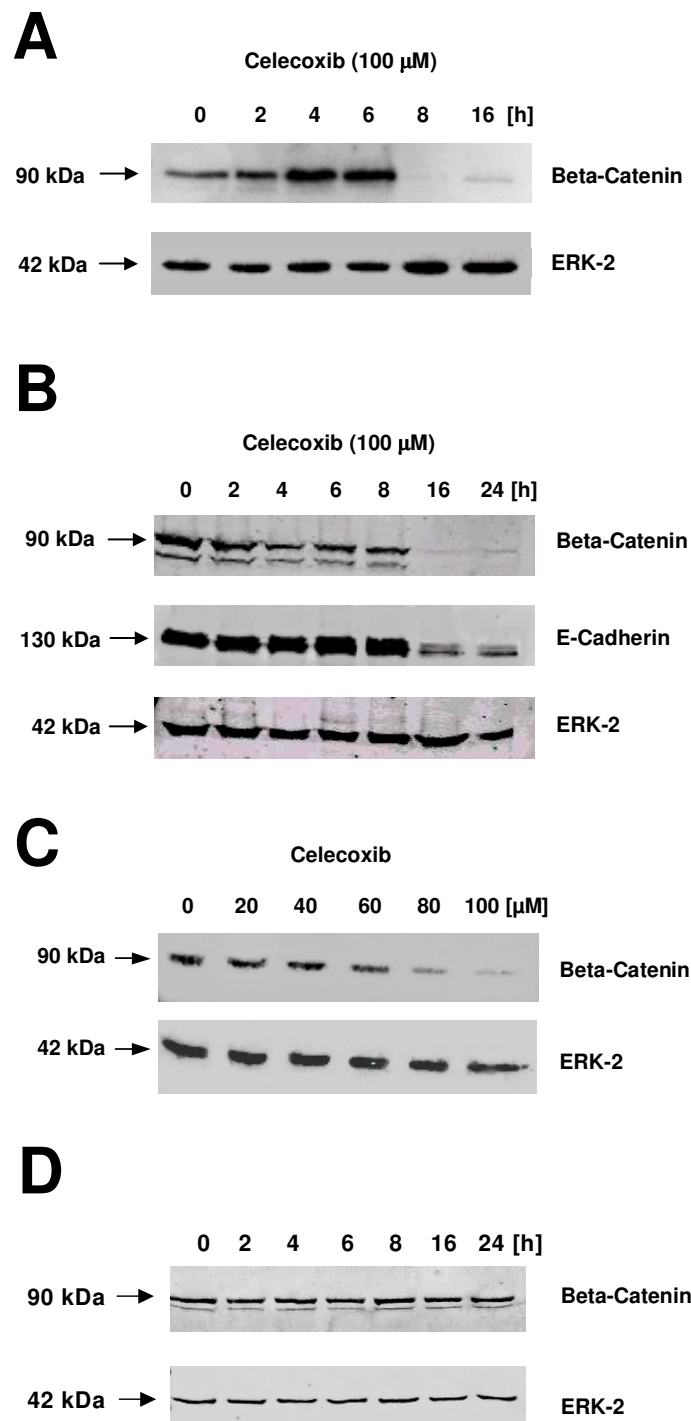 A
Celecoxib (100 µM)
0 2 4 6 8 16 [h]
90 kDa Beta-Catenin
42 kDa ERK-2
B
Celecoxib (100 µM)
0 2 4 6 8 16 24 [h]
90 kDa Beta-Catenin
130 kDa E-Cadherin
42 kDa ERK-2
C
Celecoxib
0 20 40 60 80 100 [µM]
90 kDa Beta-Catenin
42 kDa ERK-2
D
0 2 4 6 8 16 24 [h]
90 kDa Beta-Catenin
42 kDa ERK-2